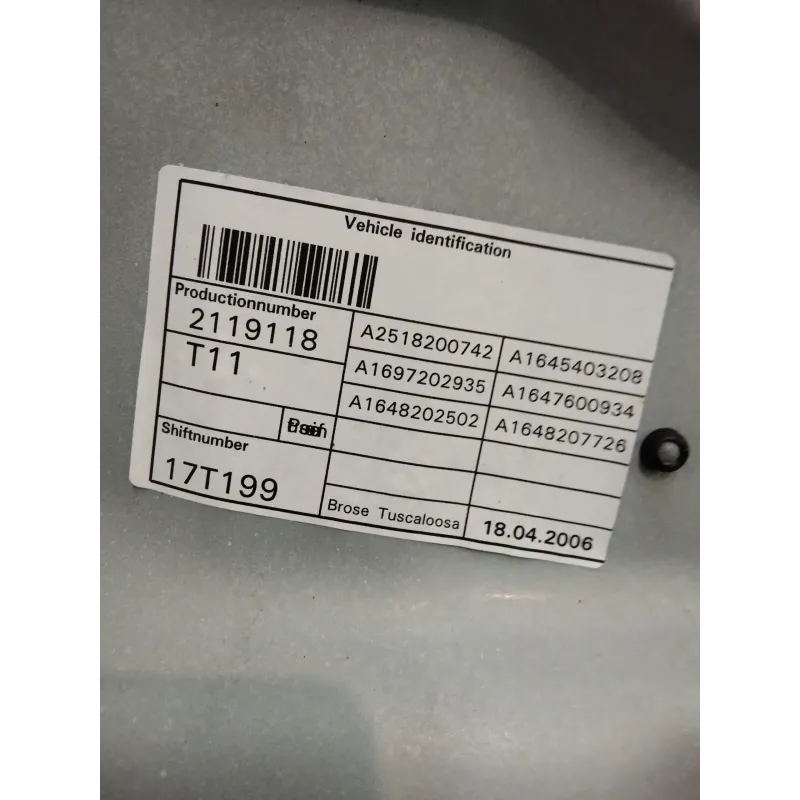 Vehicle identification
Productionnumber
2119118
A2518200742 A1645403208
T11
A1697202935 A1647600934
A1648202502 A1648207726
Shiftnumber
17T199
Brose Tuscaloosa 18.04.2006